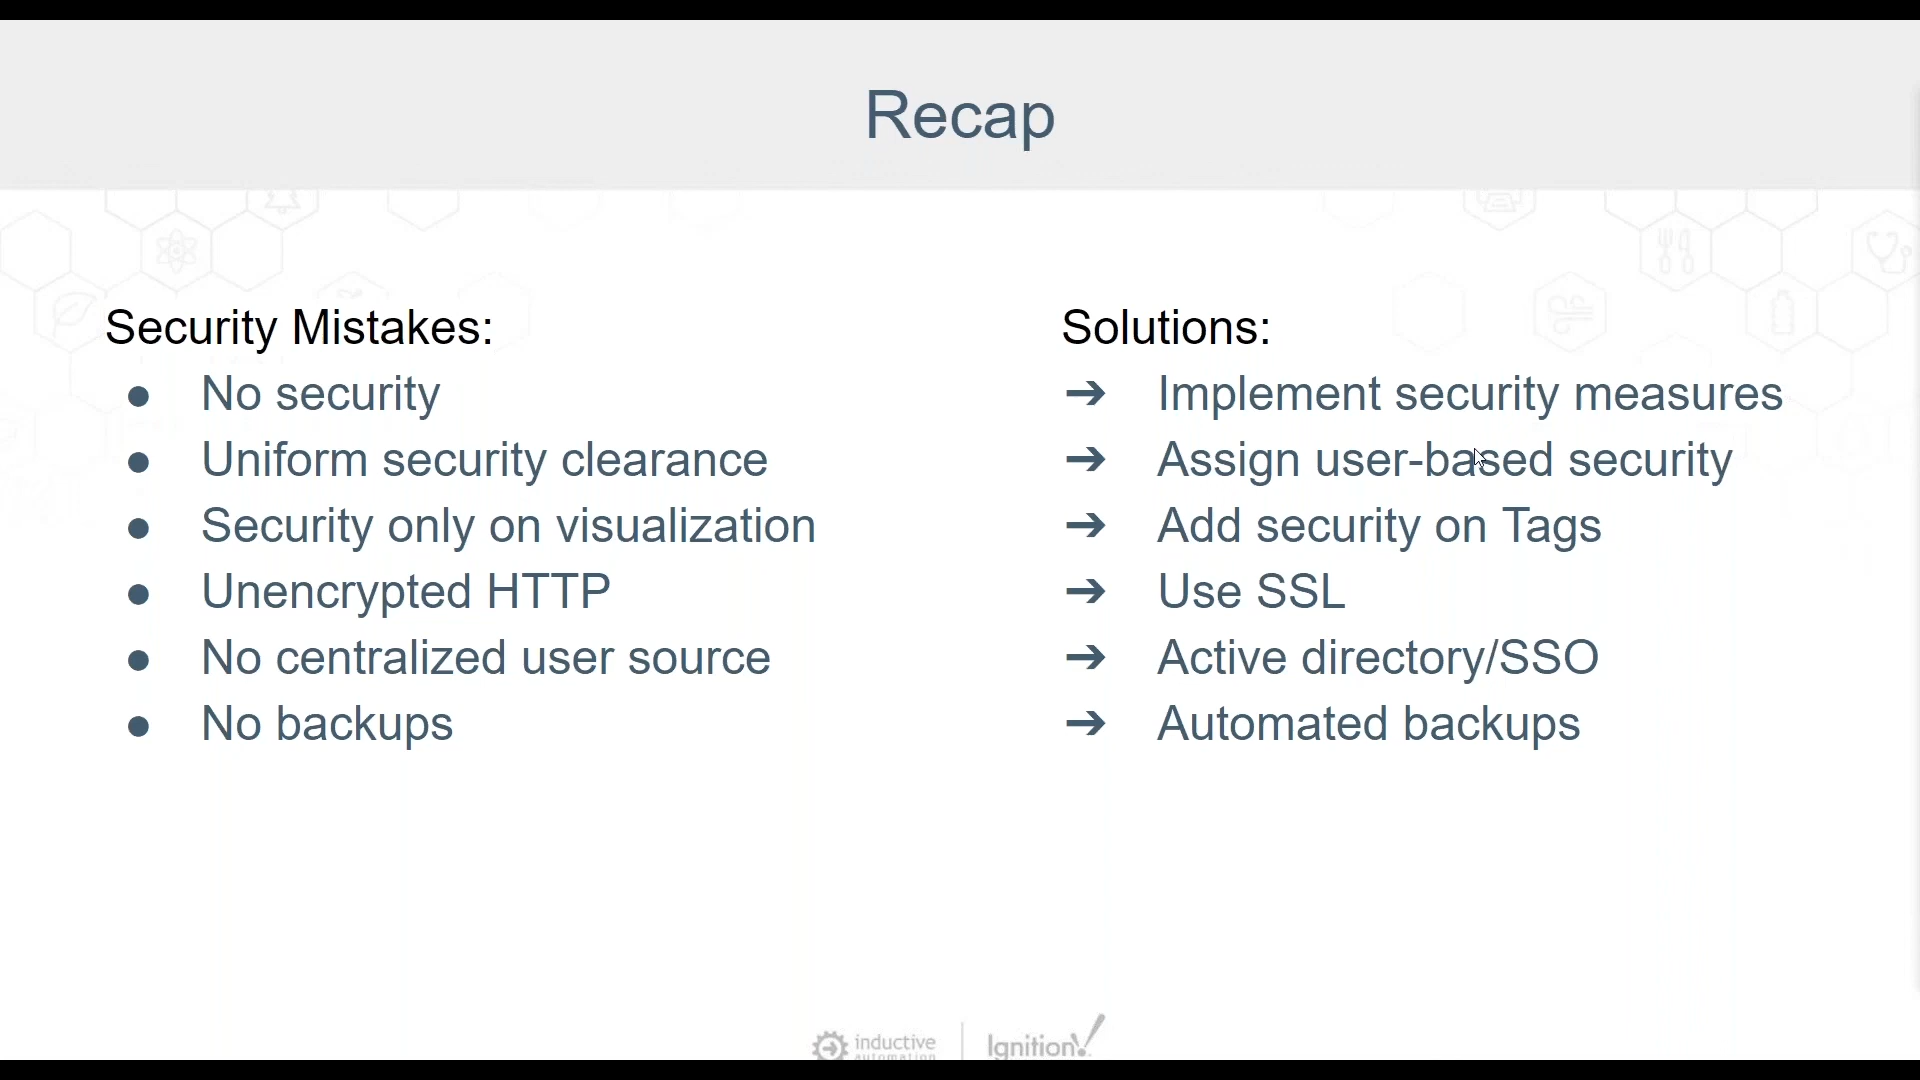 Recap
Security Mistakes:
● No security
● Uniform security clearance
● Security only on visualization
● Unencrypted HTTP
● No centralized user source
● No backups
Solutions:
➔ Implement security measures
➔ Assign user-based security
➔ Add security on Tags
➔ Use SSL
➔ Active directory/SSO
➔ Automated backups
inductive
automation
Ignition!